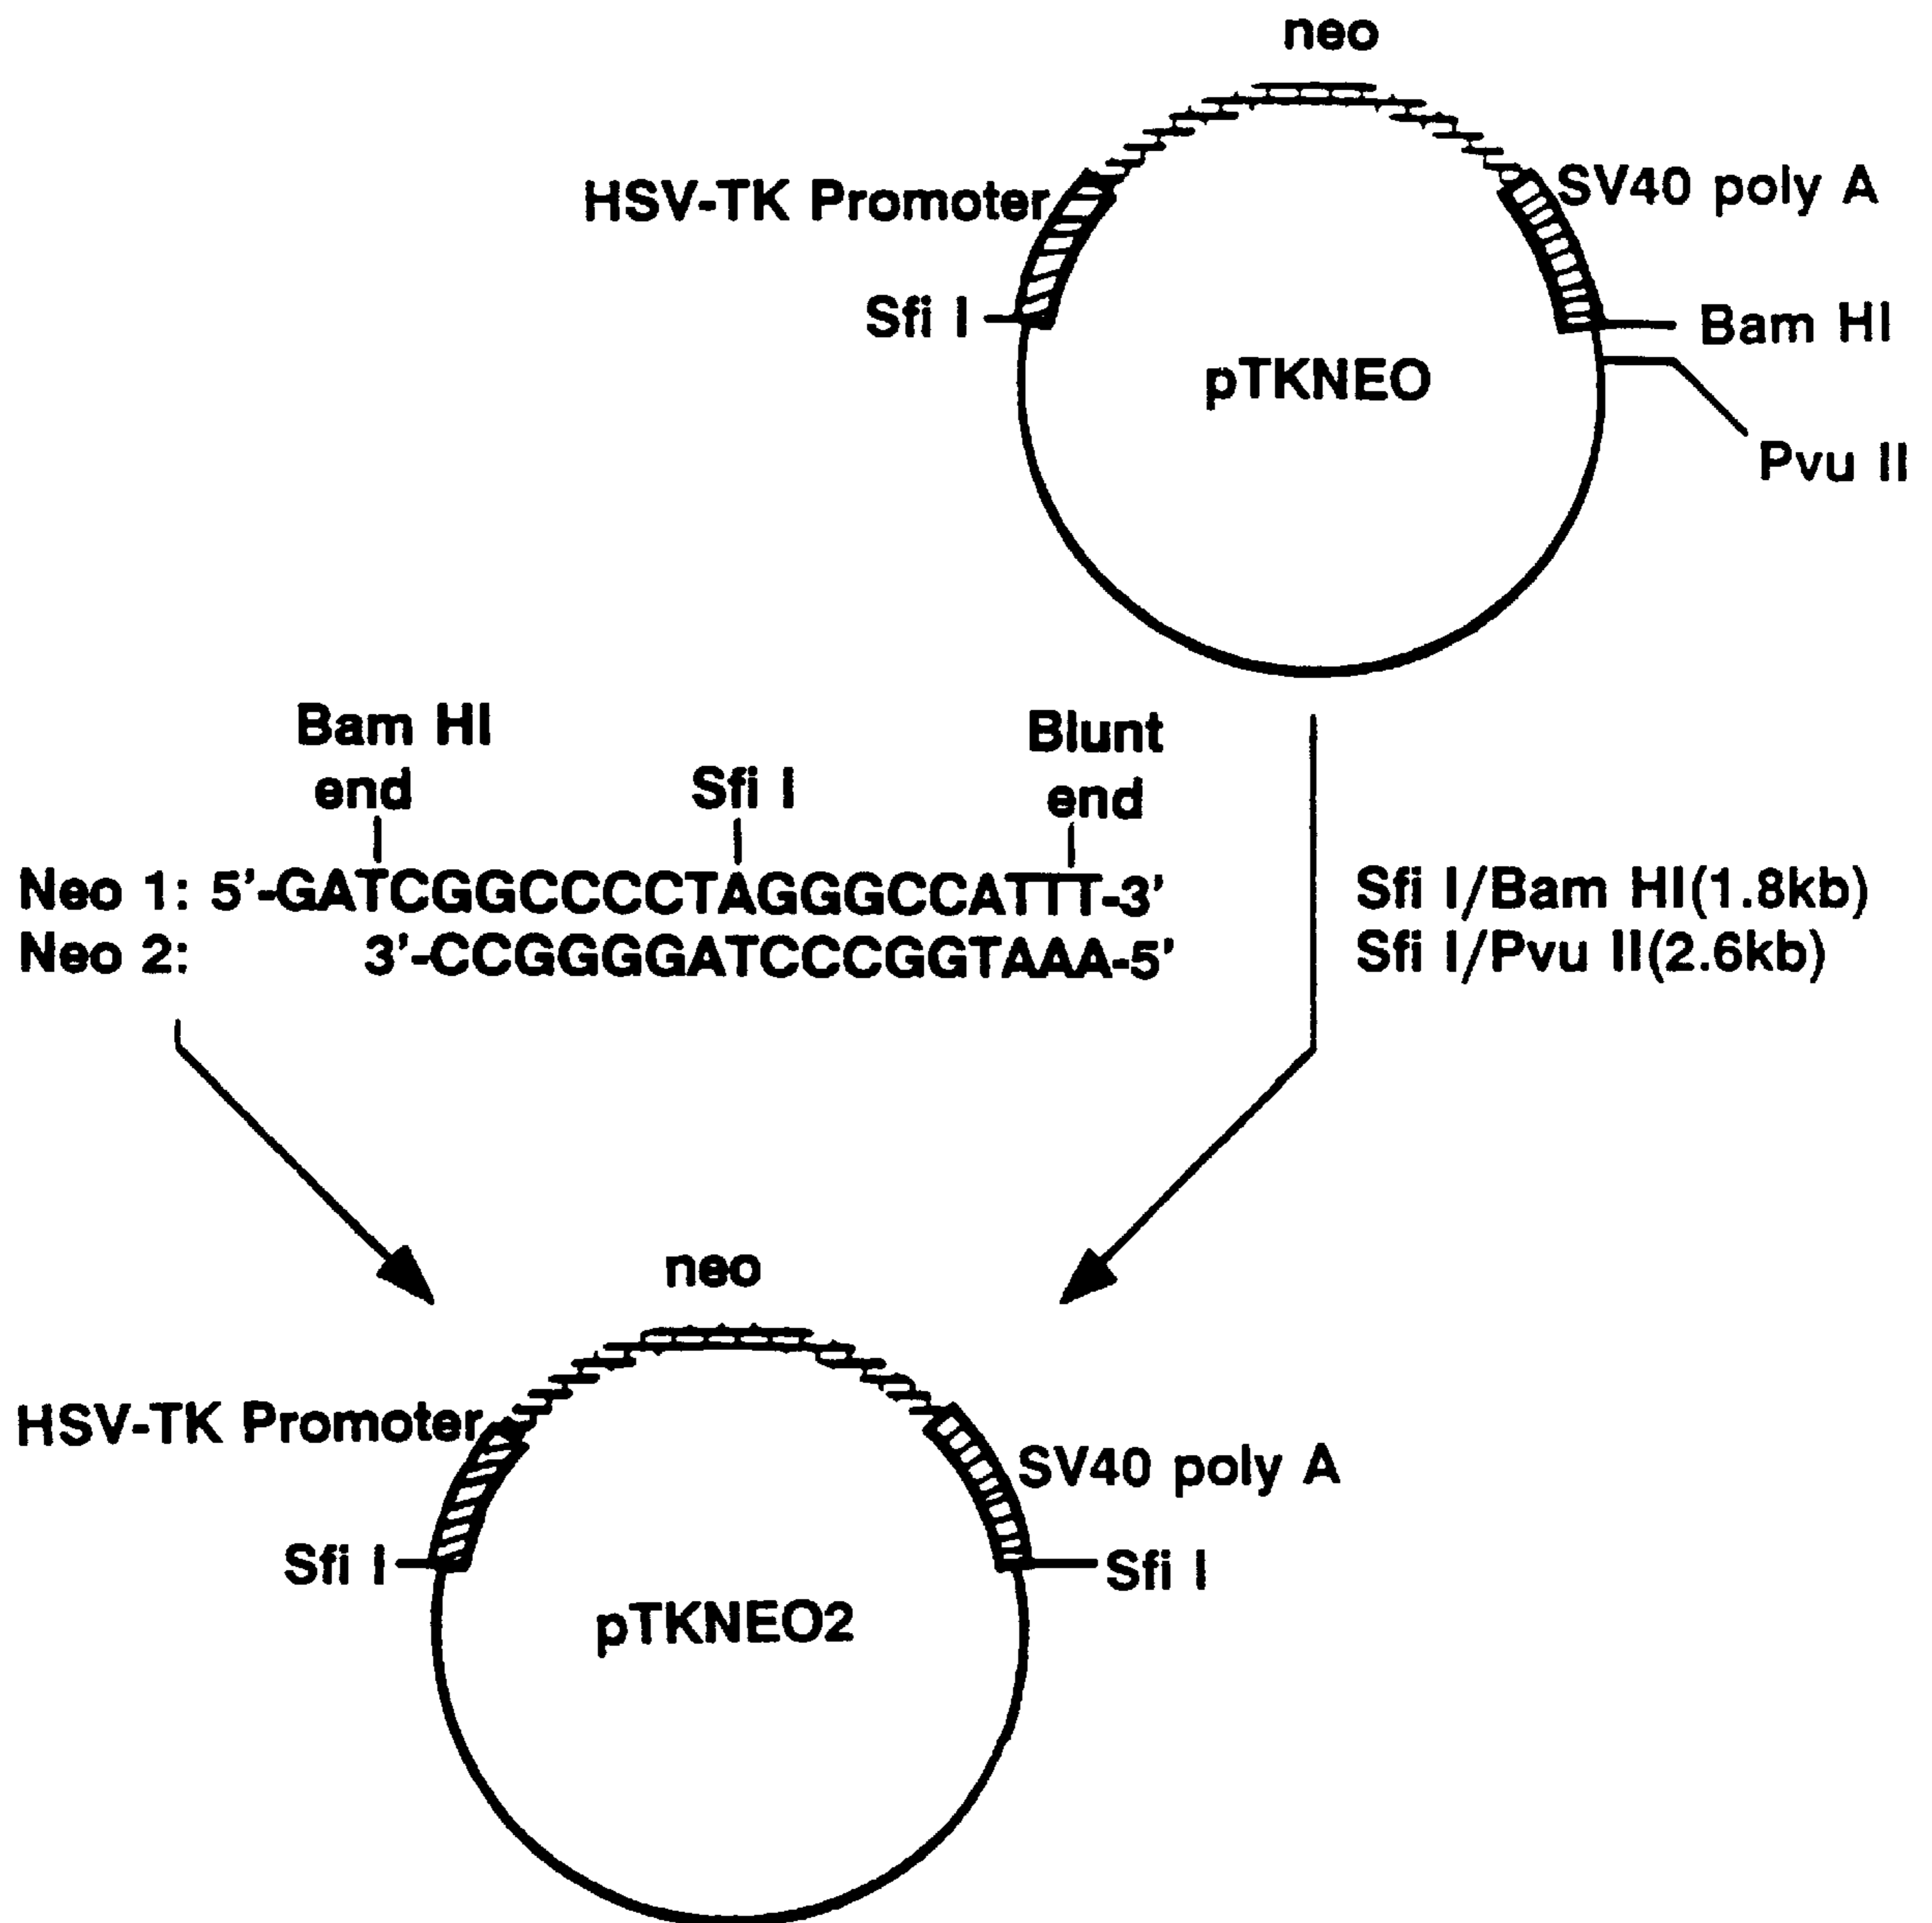 neo
HSV-TK Promoter
SV40 poly A
Sfi I
Bam HI
pTKNEO
Pvu II
Bam HI
end
Sfi I
Blunt
end
Neo 1: 5'-GATCGGCCCCTAGGGCCATTT-3'
Neo 2: 3'-CCGGGGATCCCGGTAAA-5'
Sfi I/Bam HI(1.8kb)
Sfi I/Pvu II(2.6kb)
neo
HSV-TK Promoter
SV40 poly A
Sfi I
Sfi I
pTKNEO2